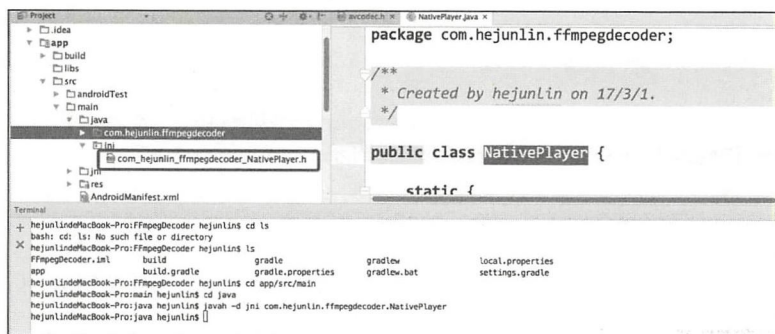 Project
avcodec.h ×
NativePlayer.java ×
.idea
app
build
libs
src
androidTest
main
java
com.hejunlin.ffmpegdecoder
jni
com_hejunlin_ffmpegdecoder_NativePlayer.h
jni
res
AndroidManifest.xml
package com.hejunlin.ffmpegdecoder;
/**
* Created by hejunlin on 17/3/1.
*/
public class NativePlayer {
static {
Terminal
hejunlindeMacBook-Pro:FFmpegDecoder hejunlin$ cd ls
bash: cd: ls: No such file or directory
hejunlindeMacBook-Pro:FFmpegDecoder hejunlin$ ls
FFmpegDecoder.iml build gradle gradlew local.properties
app build.gradle gradle.properties gradlew.bat settings.gradle
hejunlindeMacBook-Pro:FFmpegDecoder hejunlin$ cd app/src/main
hejunlindeMacBook-Pro:main hejunlin$ cd java
hejunlindeMacBook-Pro:java hejunlin$ javah -d jni com.hejunlin.ffmpegdecoder.NativePlayer
hejunlindeMacBook-Pro:java hejunlin$